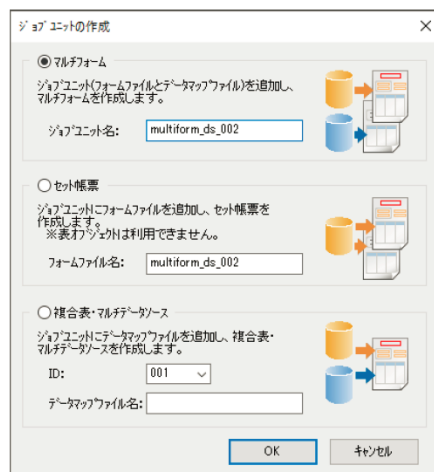 ジョブユニットの作成
マルチフォーム
ジョブユニット(フォームファイルとデータマップファイル)を追加し、
マルチフォームを作成します。
ジョブユニット名:
multiform_ds_002
セット帳票
ジョブユニットにフォームファイルを追加し、セット帳票を
作成します。
※表オブジェクトは利用できません。
フォームファイル名:
multiform_ds_002
複合表・マルチデータソース
ジョブユニットにデータマップファイルを追加し、複合表・
マルチデータソースを作成します。
ID:
001
データマップファイル名:
OK
キャンセル